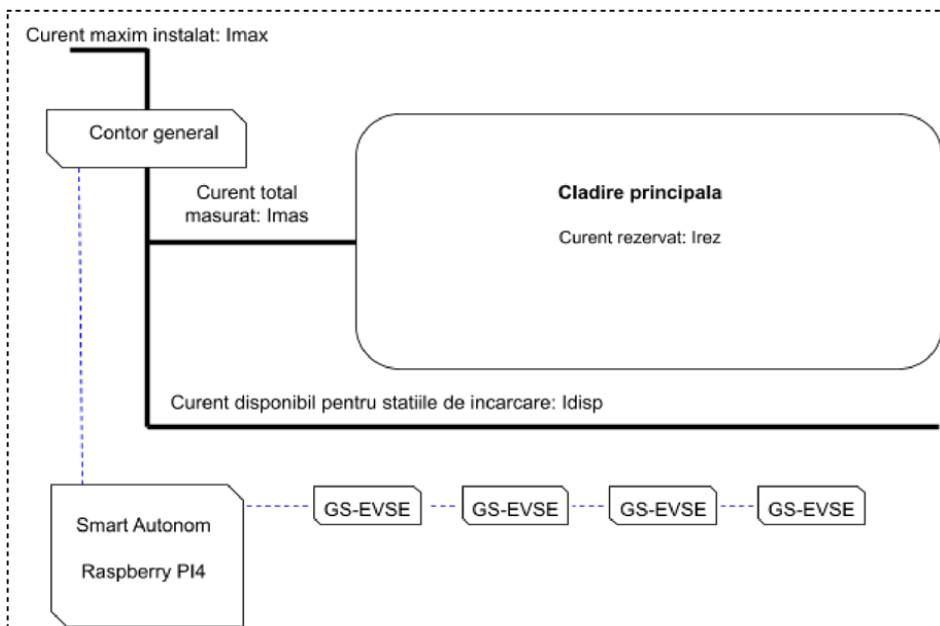 Curent maxim instalat: Imax
Contor general
Curent total
masurat: Imas
Cladire principala
Curent rezervat: Irez
Curent disponibil pentru statiile de incarcare: Idisp
Smart Autonom
Raspberry PI4
GS-EVSE
GS-EVSE
GS-EVSE
GS-EVSE